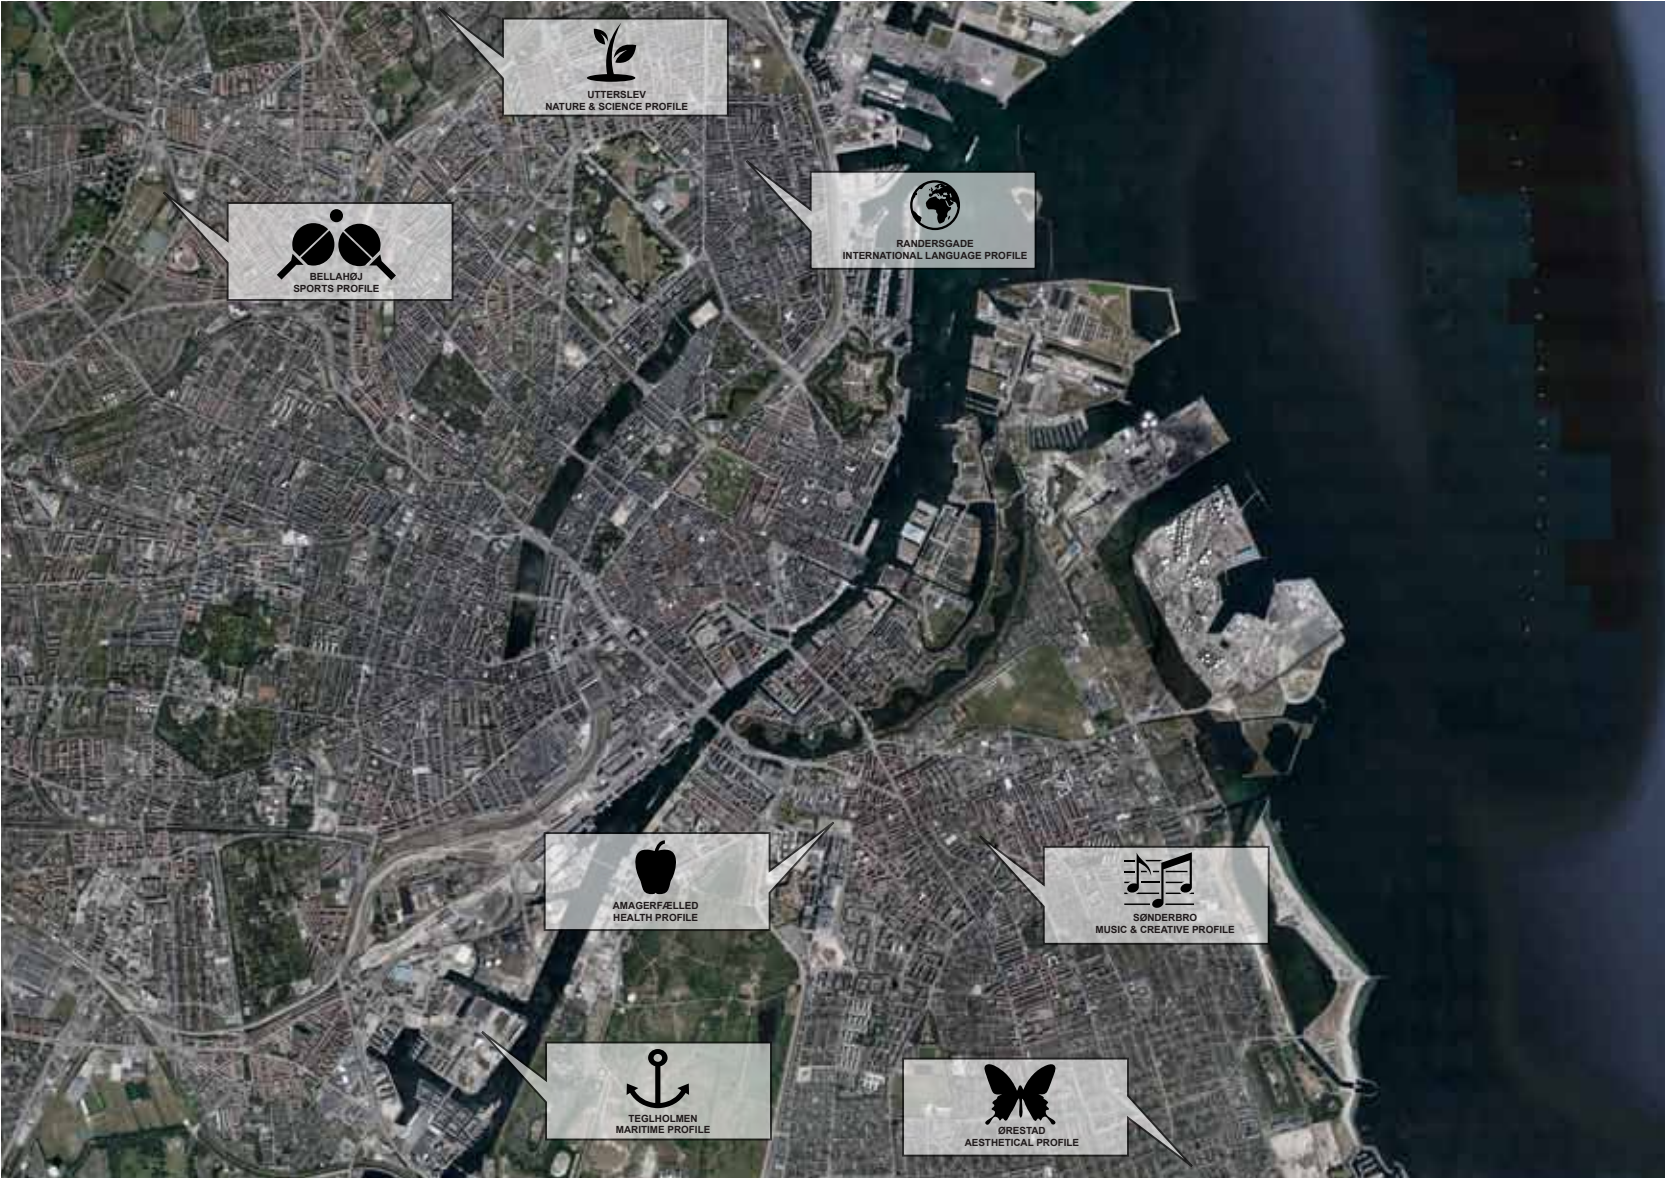 UTTERSLEV
NATURE & SCIENCE PROFILE
RANDERSGADE
INTERNATIONAL LANGUAGE PROFILE
BELLAHØJ
SPORTS PROFILE
AMAGERFÆLLED
HEALTH PROFILE
SØNDERBRO
MUSIC & CREATIVE PROFILE
TEGLHOLMEN
MARITIME PROFILE
ØRESTAD
AESTHETICAL PROFILE